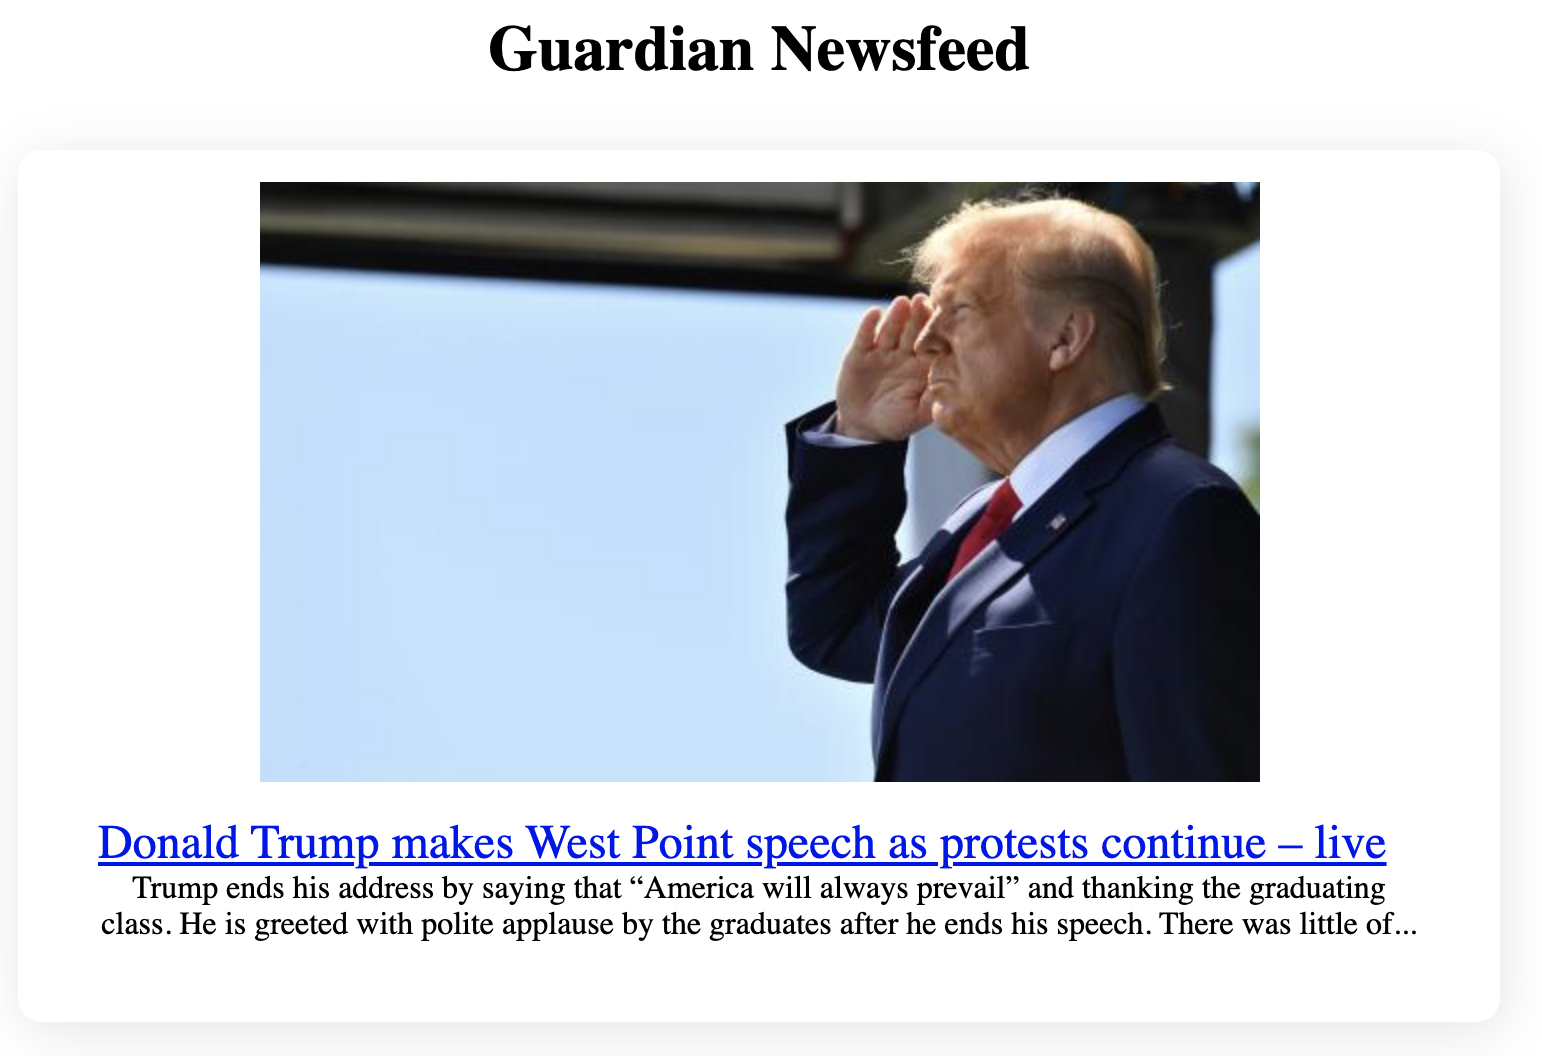 Guardian Newsfeed
Donald Trump makes West Point speech as protests continue – live
Trump ends his address by saying that “America will always prevail” and thanking the graduating
class. He is greeted with polite applause by the graduates after he ends his speech. There was little of...